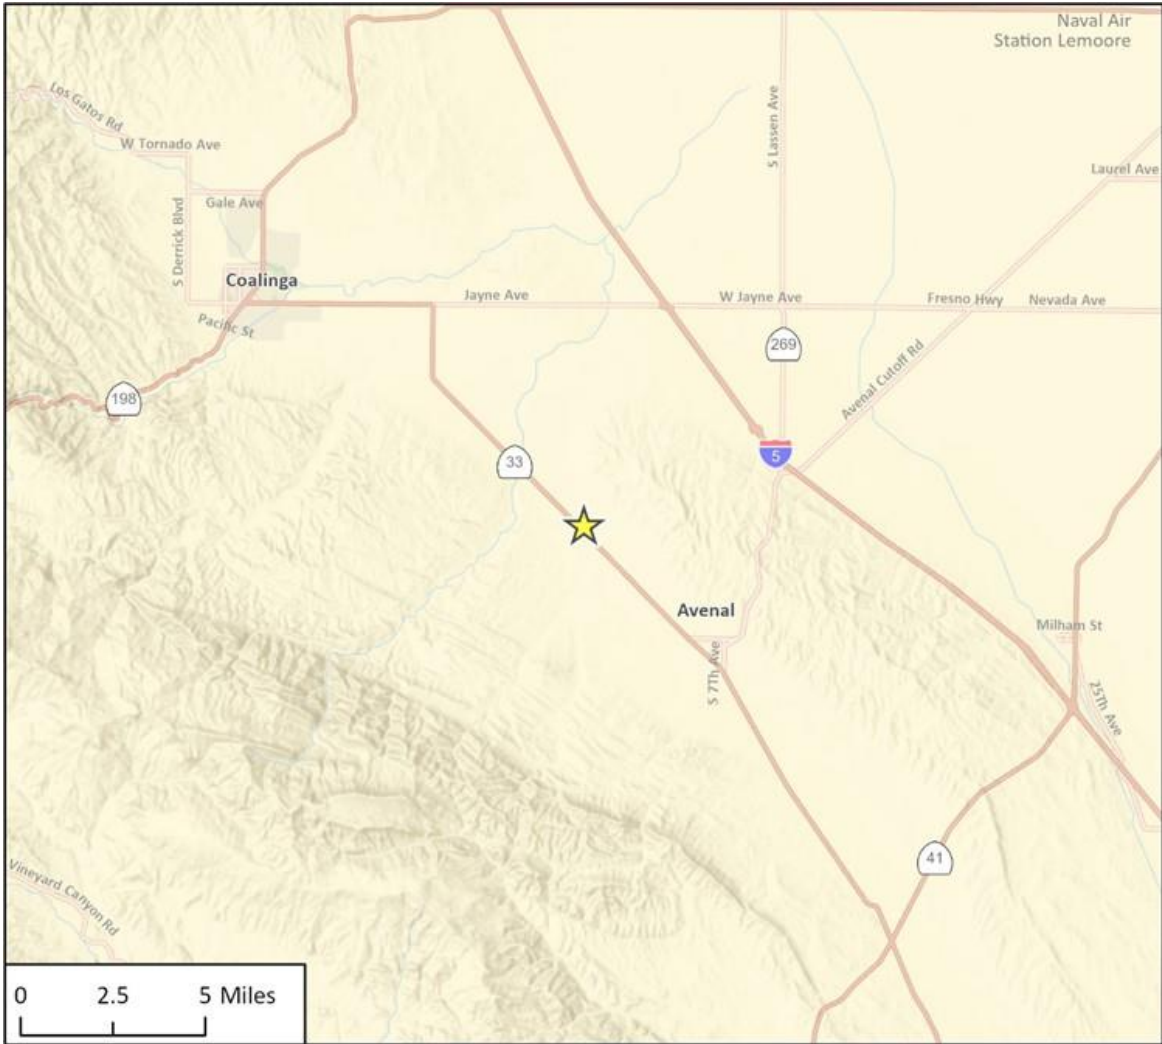 Naval Air
Station Lemoore
Los Gatos Rd
W Tornado Ave
S Lassen Ave
Laurel Ave
Gale Ave
S Derrick Blvd
Coalinga
Jayne Ave
W Jayne Ave
Fresno Hwy
Nevada Ave
Pacific St
269
Avenal Cutoff Rd
198
33
5
Avenal
Milham St
S 7Th Ave
25Th Ave
41
Vineyard Canyon Rd
0 2.5 5 Miles